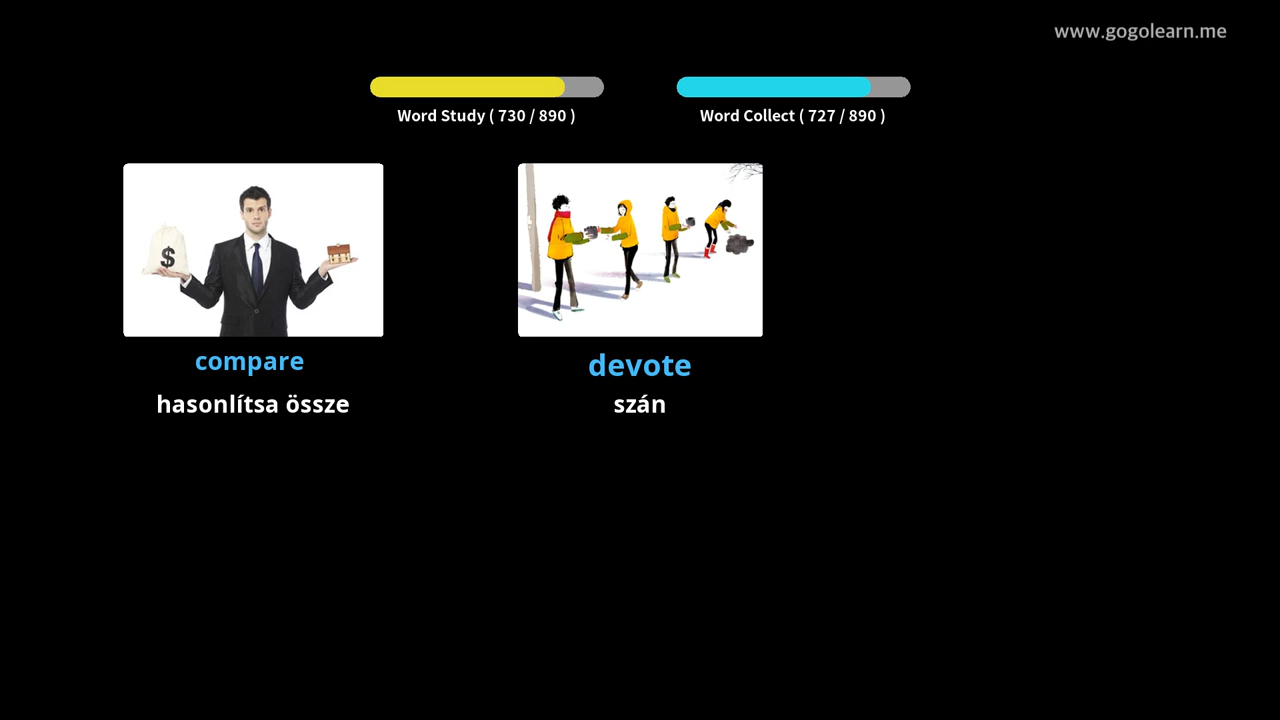 www.gogolearn.me
Word Study ( 730 / 890 )
Word Collect ( 727 / 890 )
$
compare
hasonlítsa össze
devote
szán